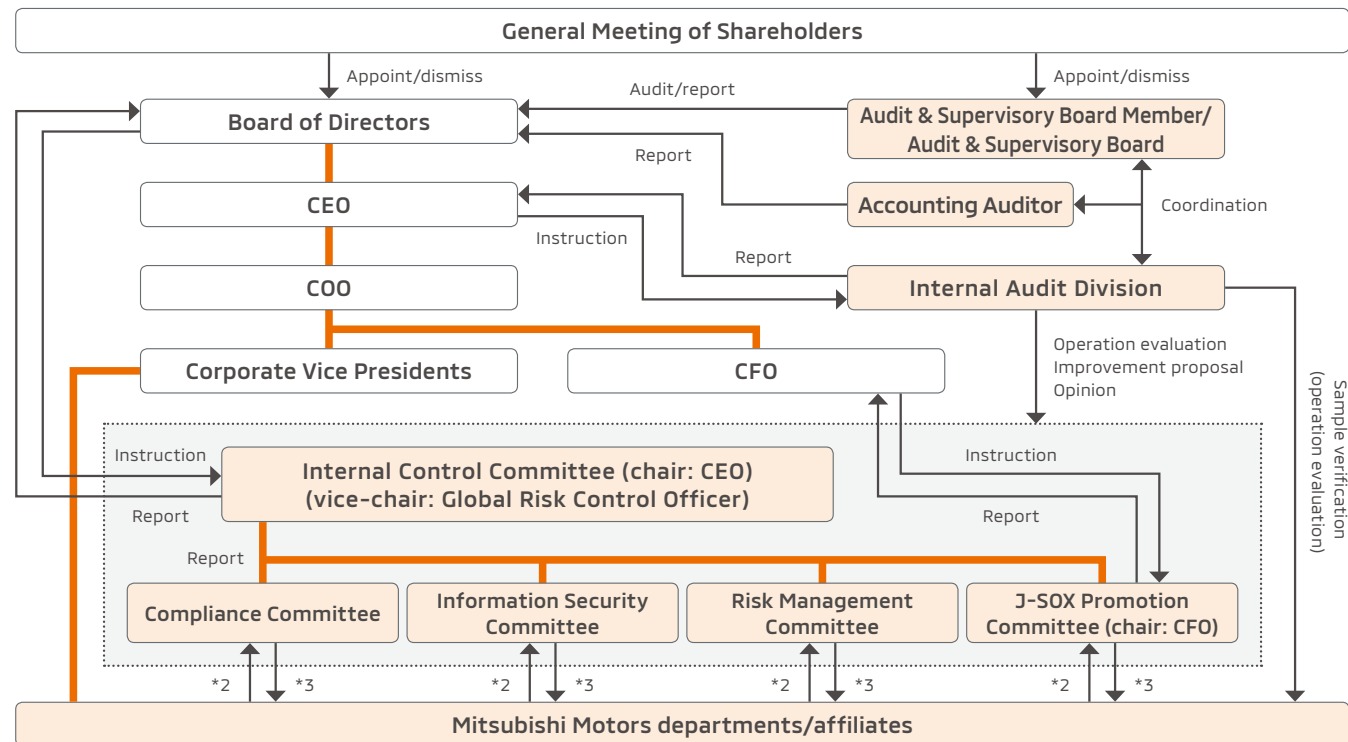 General Meeting of Shareholders
Appoint/dismiss
Appoint/dismiss
Audit/report
Board of Directors
Audit & Supervisory Board Member/
Audit & Supervisory Board
Report
CEO
Accounting Auditor
Coordination
Instruction
Report
COO
Internal Audit Division
Corporate Vice Presidents
CFO
Operation evaluation
Improvement proposal
Opinion
Sample verification
(operation evaluation)
Instruction
Internal Control Committee (chair: CEO)
(vice-chair: Global Risk Control Officer)
Instruction
Report
Report
Report
Compliance Committee
Information Security
Committee
Risk Management
Committee
J-SOX Promotion
Committee (chair: CFO)
*2
*3
*2
*3
*2
*3
*2
*3
Mitsubishi Motors departments/affiliates